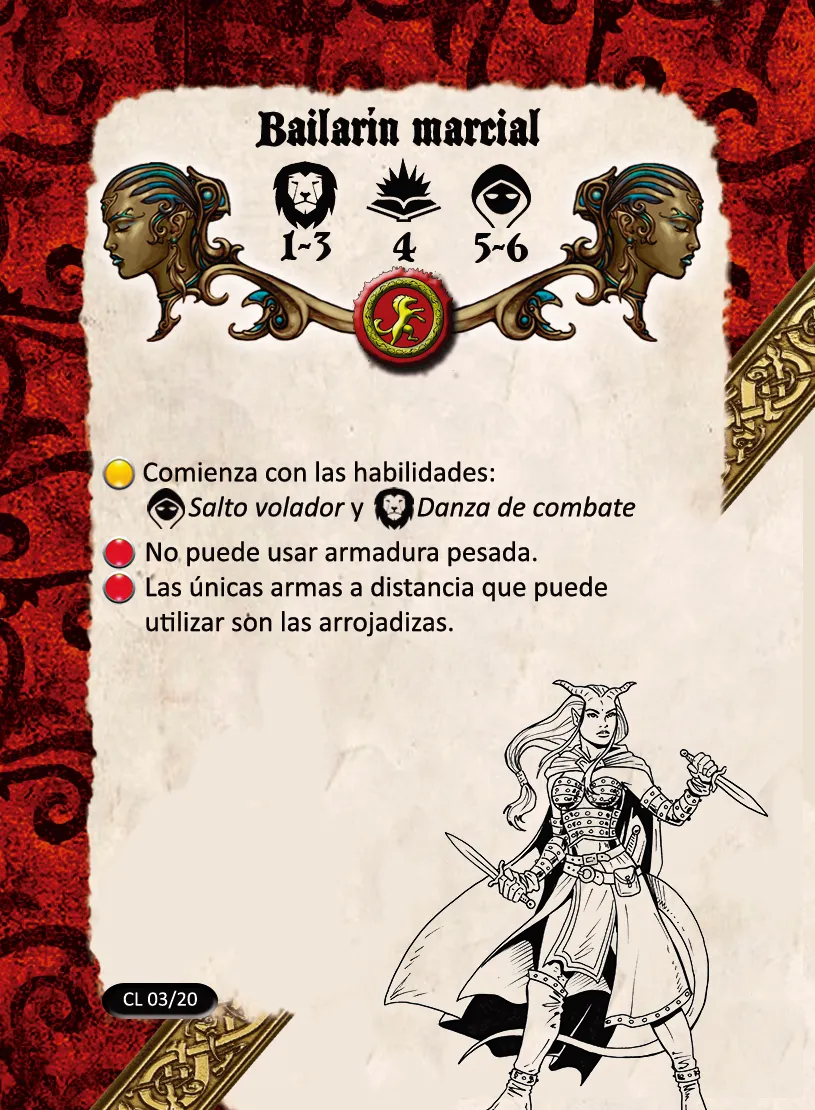 Bailarín marcial
1~3 4 5~6
Comienza con las habilidades:
Salto volador y Danza de combate
No puede usar armadura pesada.
Las únicas armas a distancia que puede
utilizar son las arrojadizas.
CL 03/20